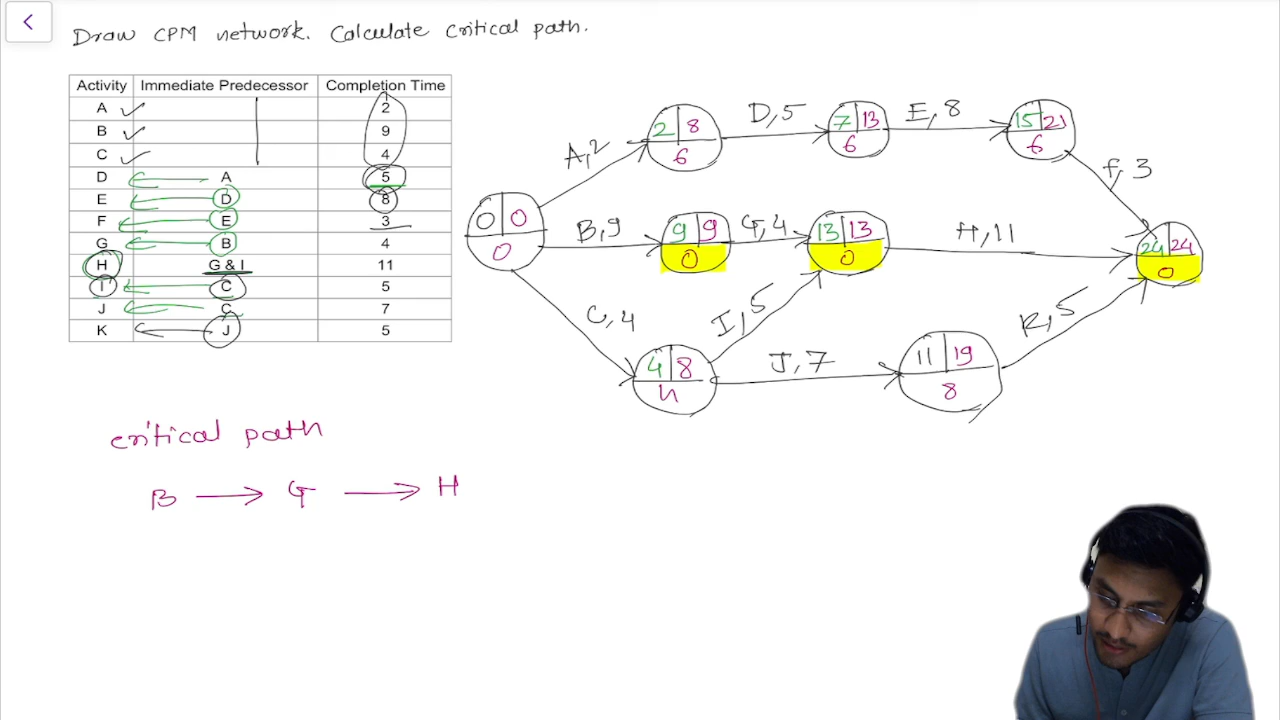 Draw CPM network. Calculate critical path.
Activity Immediate Predecessor Completion Time
A 2
B 9
C 4
D A 5
E D 8
F E 3
G B 4
H G & I 11
I C 5
J C 7
K J 5
A,2
D,5
E,8
f,3
B,9
G,4
H,11
C,4
I,5
J,7
K,5
0 0
0
2 8
6
7 13
6
15 21
6
9 9
0
13 13
0
24 24
0
4 8
4
11 19
8
critical path
B → G → H